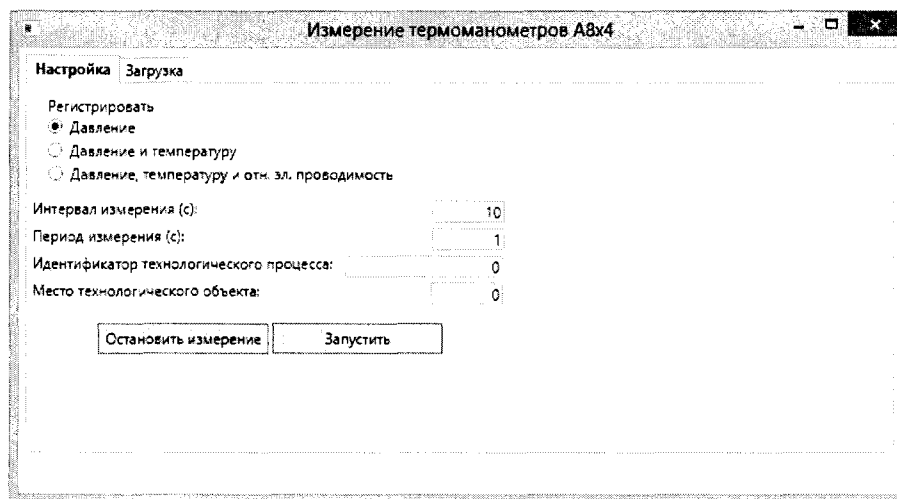 Измерение термоманометров А8х4
Настройка Загрузка
Регистрировать
Давление
Давление и температуру
Давление, температуру и отн. эл. проводимость
Интервал измерения (с): 10
Период измерения (с): 1
Идентификатор технологического процесса: 0
Место технологического объекта: 0
Остановить измерение Запустить